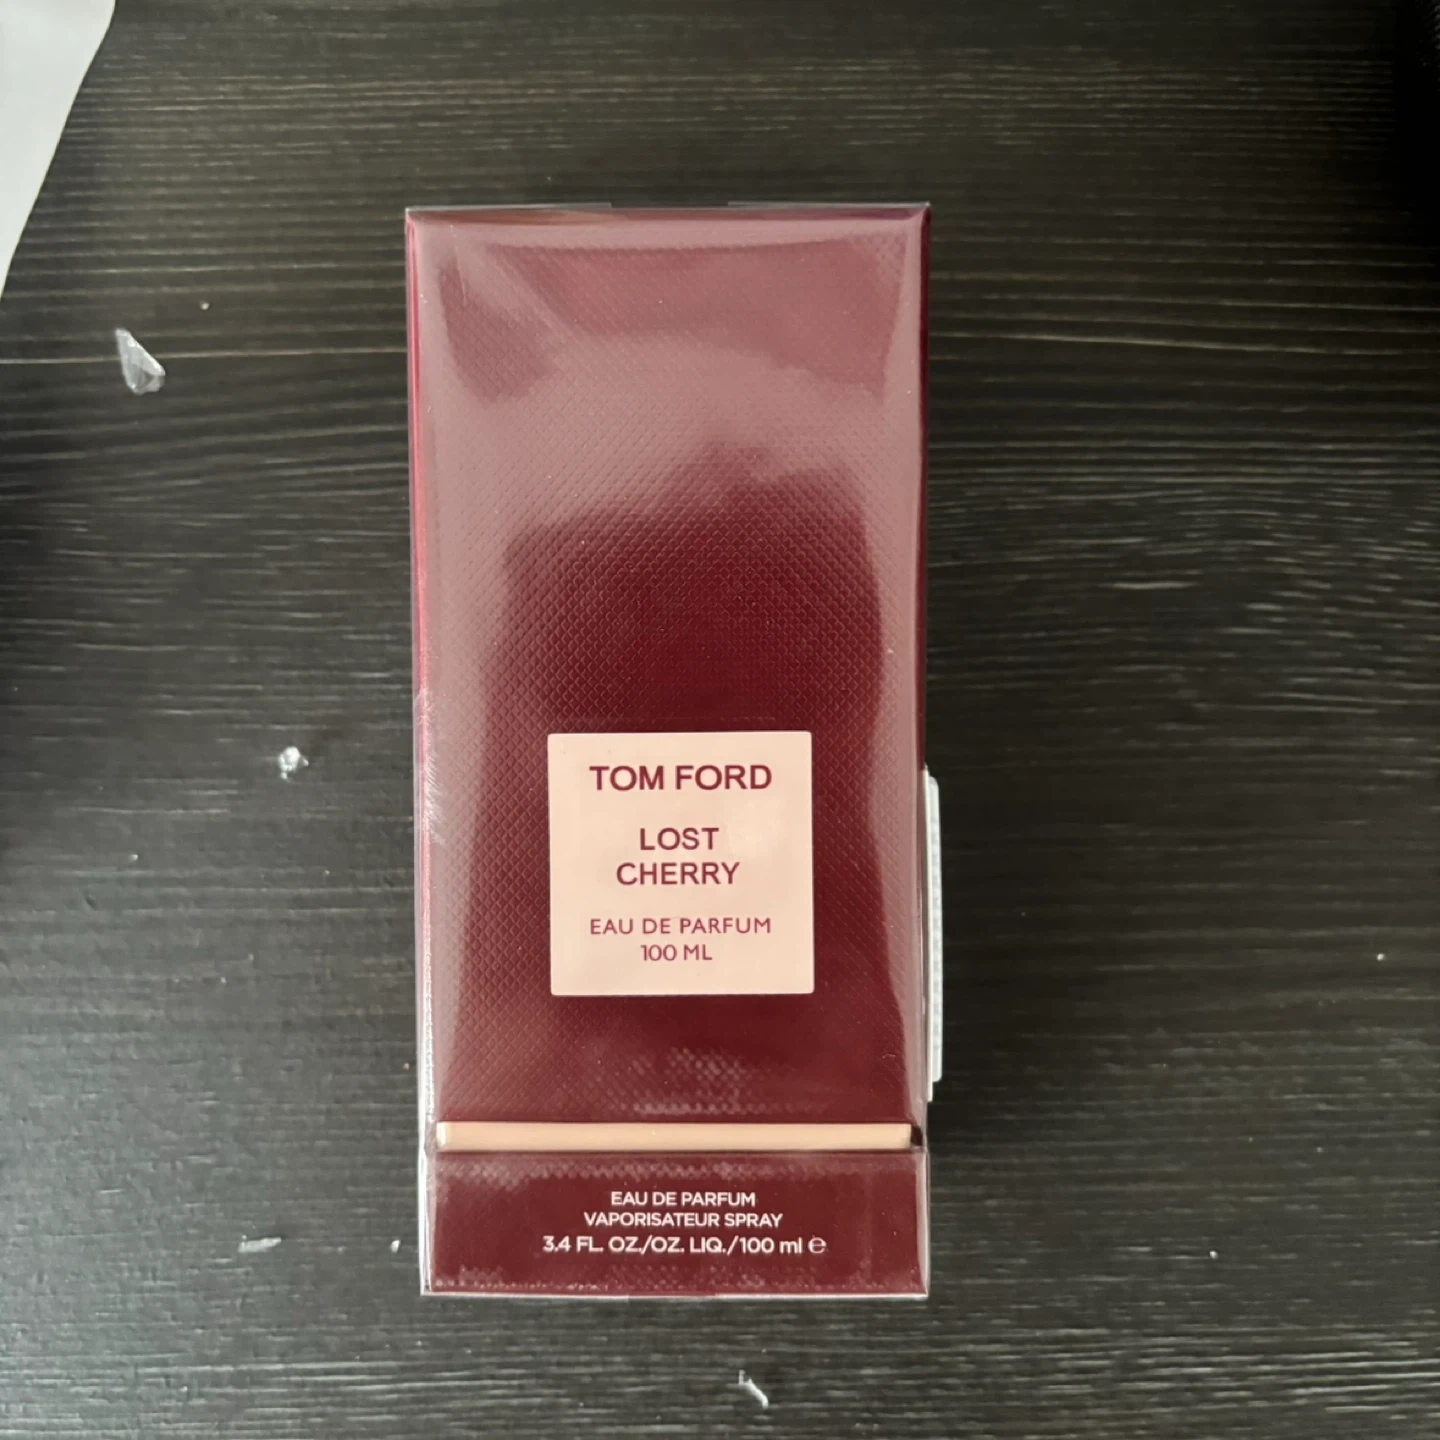 TOM FORD
LOST
CHERRY
EAU DE PARFUM
100 ML
EAU DE PARFUM
VAPORISATEUR SPRAY
3.4 FL. OZ./OZ. LIQ./100 ml ℮